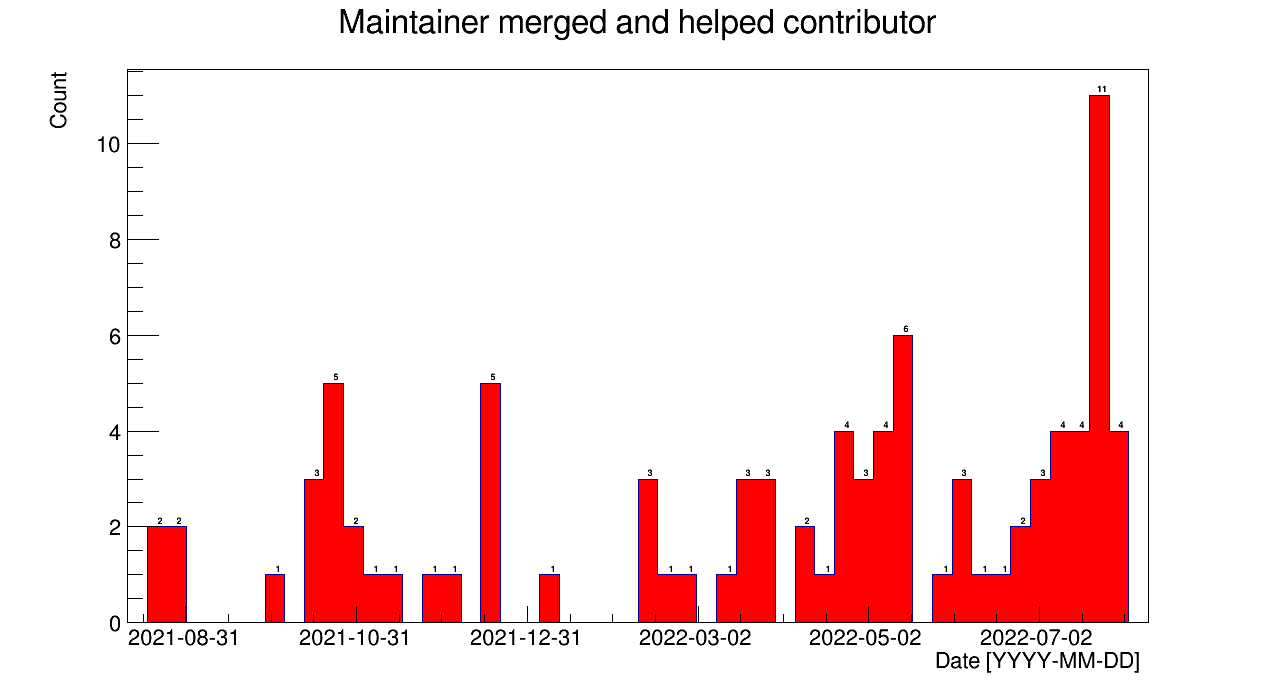 Maintainer merged and helped contributor
Count
11
10
8
6
6
5 5
4 4 4 4 4 4
4
3 3 3 3 3 3 3
2 2 2 2 2
2
1 1 1 1 1 1 1 1 1 1 1 1 1
0
2021-08-31 2021-10-31 2021-12-31 2022-03-02 2022-05-02 2022-07-02
Date [YYYY-MM-DD]